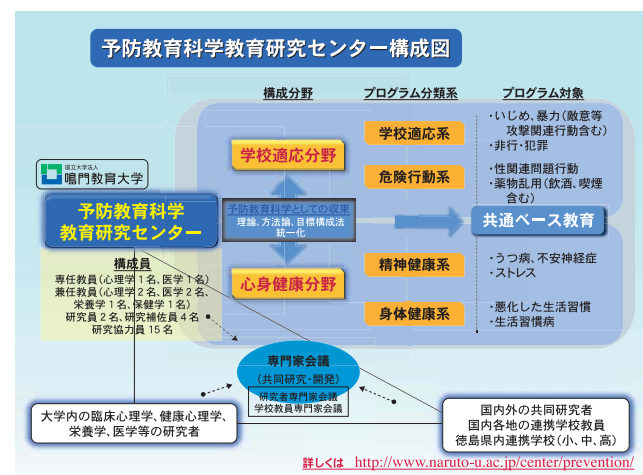 予防教育科学教育研究センター構成図
構成分野
プログラム分類系
プログラム対象
学校適応分野
学校適応系
・いじめ、暴力(敵意等
攻撃関連行動含む)
・非行・犯罪
危険行動系
・性関連問題行動
・薬物乱用(飲酒、喫煙
含む)
国立大学法人
鳴門教育大学
予防教育科学
教育研究センター
予防教育科学としての収束
理論、方法論、目標構成法
統一化
共通ベース教育
心身健康分野
精神健康系
・うつ病、不安神経症
・ストレス
身体健康系
・悪化した生活習慣
・生活習慣病
構成員
専任教員(心理学1名、医学1名)
兼任教員(心理学2名、医学2名、
栄養学1名、保健学1名)
研究員2名、研究補佐員4名
研究協力員15名
専門家会議
(共同研究・開発)
研究者専門家会議
学校教員専門家会議
大学内の臨床心理学、健康心理学、
栄養学、医学等の研究者
国内外の共同研究者
国内各地の連携学校教員
徳島県内連携学校(小、中、高)
詳しくは http://www.naruto-u.ac.jp/center/prevention/